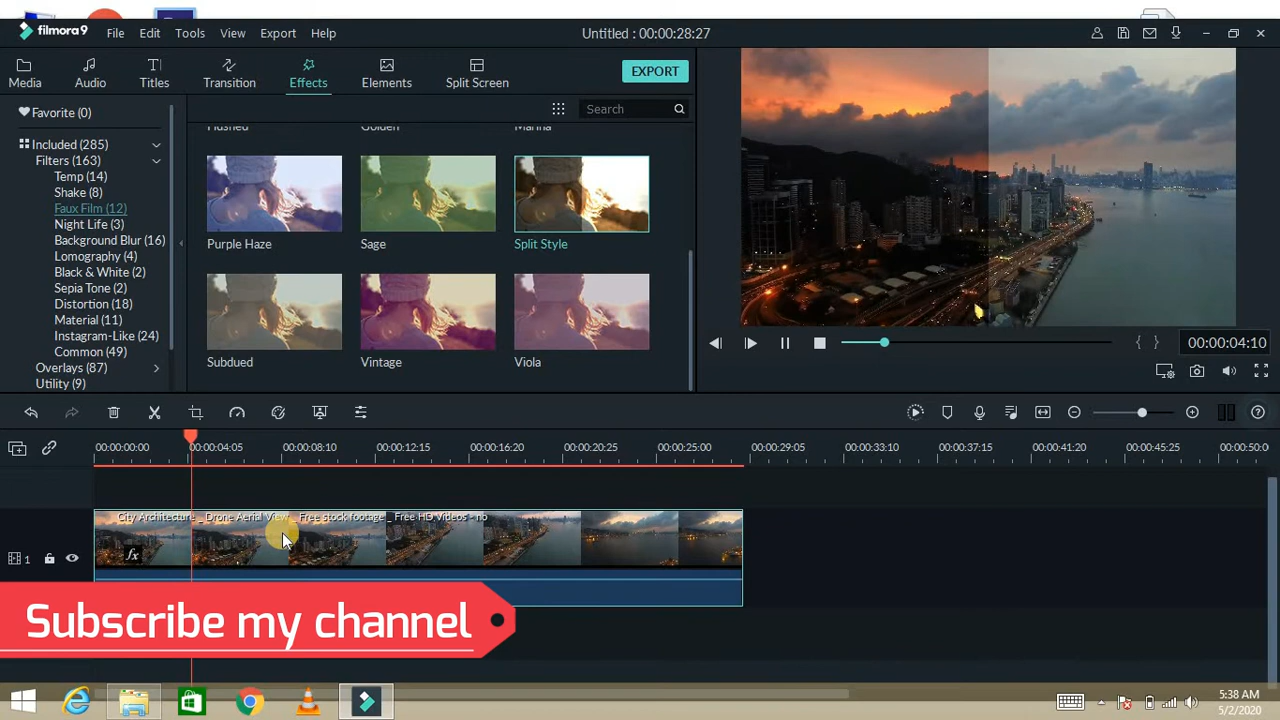 filmora9
File
Edit
Tools
View
Export
Help
Untitled : 00:00:28:27
Media
Audio
Titles
Transition
Effects
Elements
Split Screen
EXPORT
Favorite (0)
Search
Included (285)
Filters (163)
Temp (14)
Shake (8)
Faux Film (12)
Night Life (3)
Background Blur (16)
Lomography (4)
Black & White (2)
Sepia Tone (2)
Distortion (18)
Material (11)
Instagram-Like (24)
Common (49)
Overlays (87)
Utility (9)
Flushed
Golden
Marina
Purple Haze
Sage
Split Style
Subdued
Vintage
Viola
00:00:04:10
00:00:00:00
00:00:04:05
00:00:08:10
00:00:12:15
00:00:16:20
00:00:20:25
00:00:25:00
00:00:29:05
00:00:33:10
00:00:37:15
00:00:41:20
00:00:45:25
00:00:50:0
City Architecture _ Drone Aerial View _ Free stock footage _ Free HD Videos - no
fx
1
Subscribe my channel
5:38 AM
5/2/2020